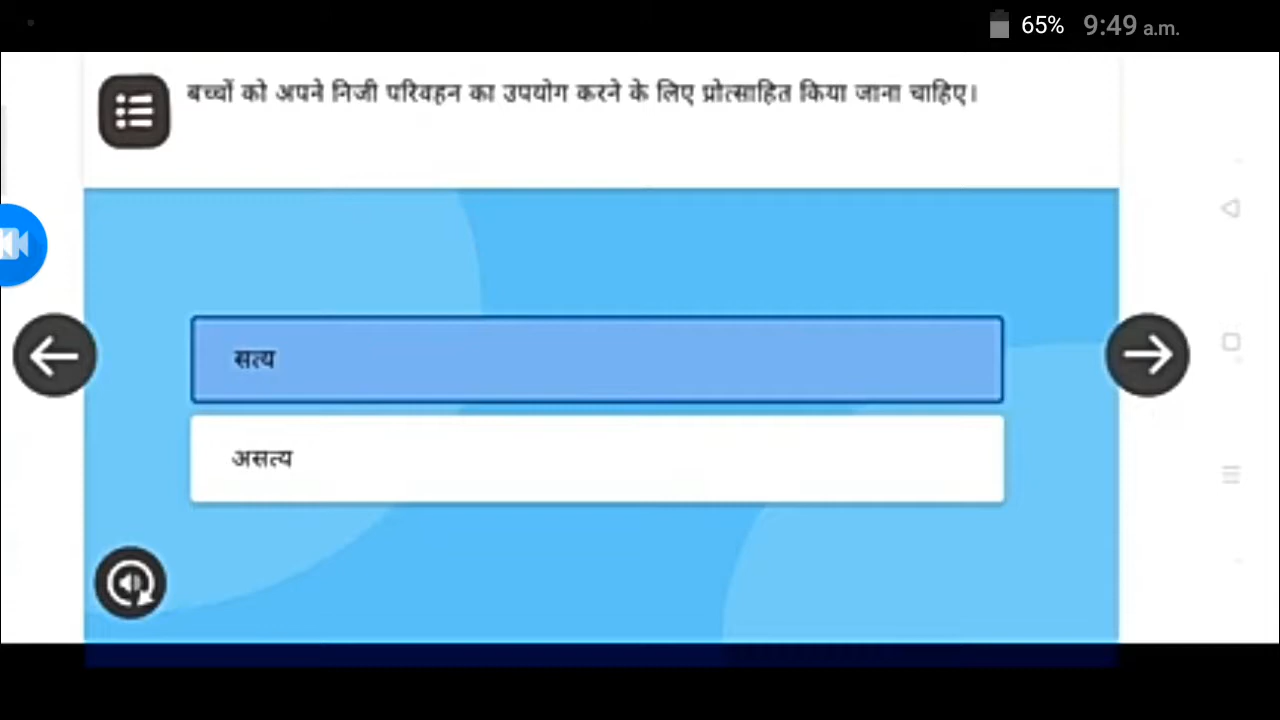 65% 9:49 a.m.
बच्चों को अपने निजी परिवहन का उपयोग करने के लिए प्रोत्साहित किया जाना चाहिए।
सत्य
असत्य